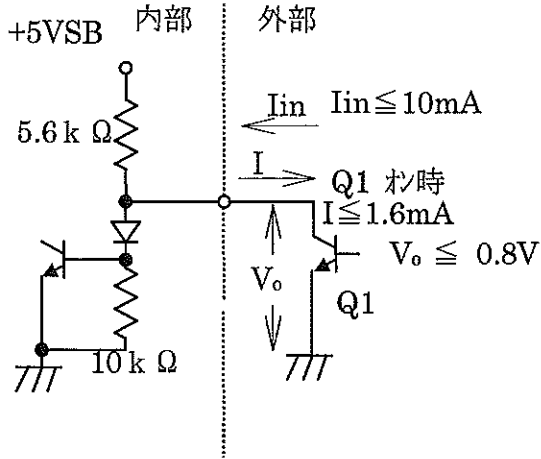 +5VSB
内部
外部
Iin
Iin≦10mA
5.6kΩ
I
Q1 オン時
I≦1.6mA
Vo
Vo ≦ 0.8V
Q1
10kΩ